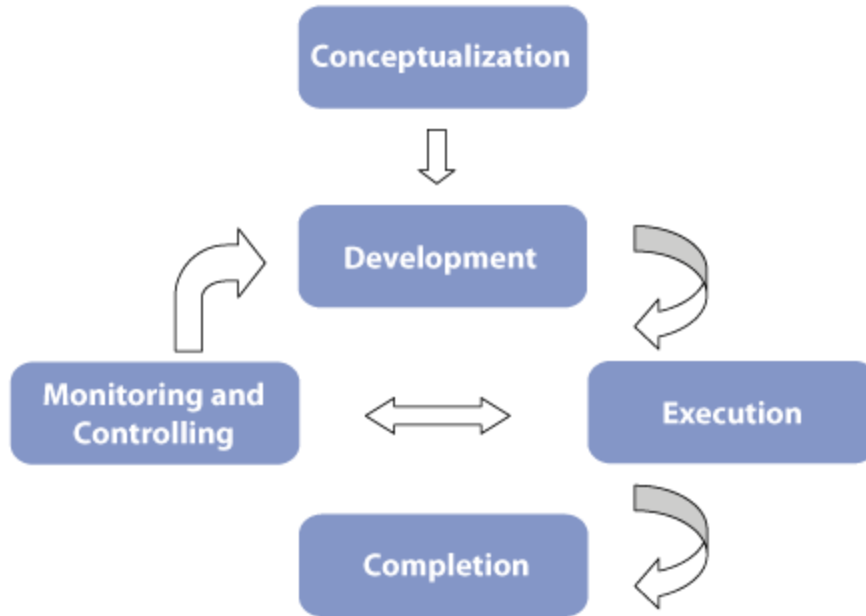 Conceptualization
Development
Monitoring and
Controlling
Execution
Completion